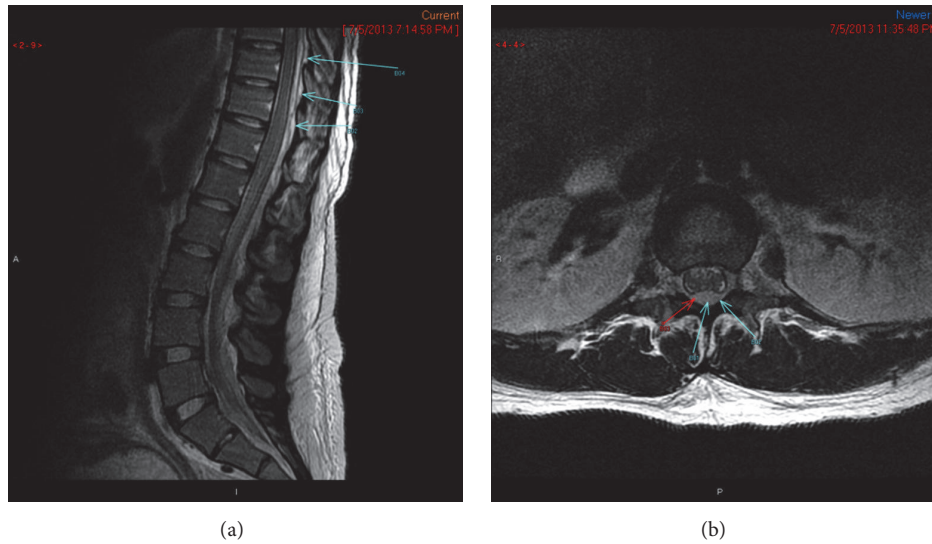 Current
[ 7/5/2013 7 14:58 PM ]
< 2 - 9 >
A
I
(a)
Newer
7/5/2013 11:35:48 P
< 4 - 4 >
R
P
(b)